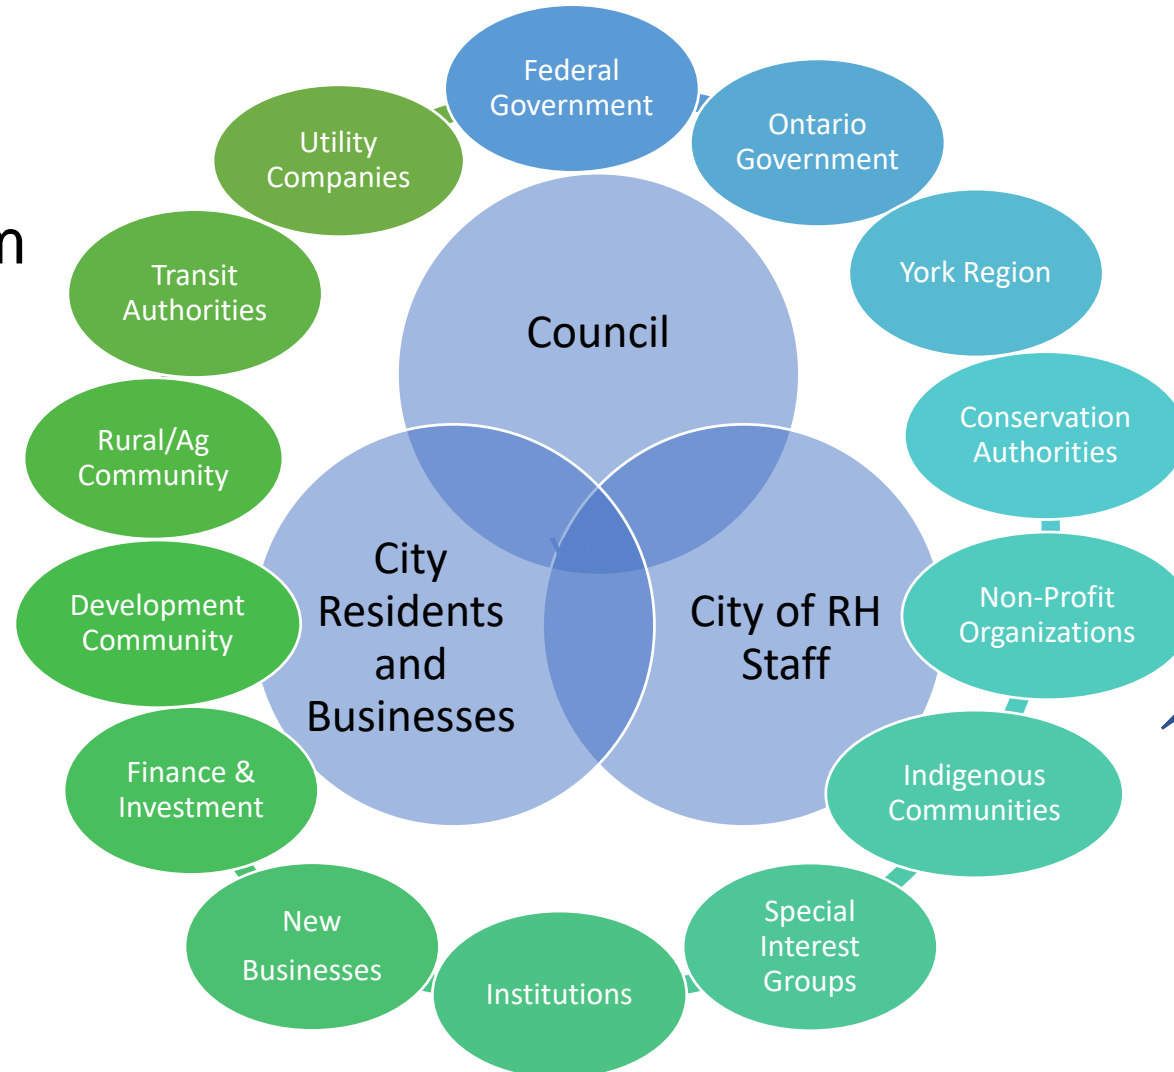 Federal
Government
Ontario
Government
York Region
Conservation
Authorities
Non-Profit
Organizations
Indigenous
Communities
Special
Interest
Groups
Institutions
New
Businesses
Finance &
Investment
Development
Community
Rural/Ag
Community
Transit
Authorities
Utility
Companies
Council
City
Residents
and
Businesses
City of RH
Staff